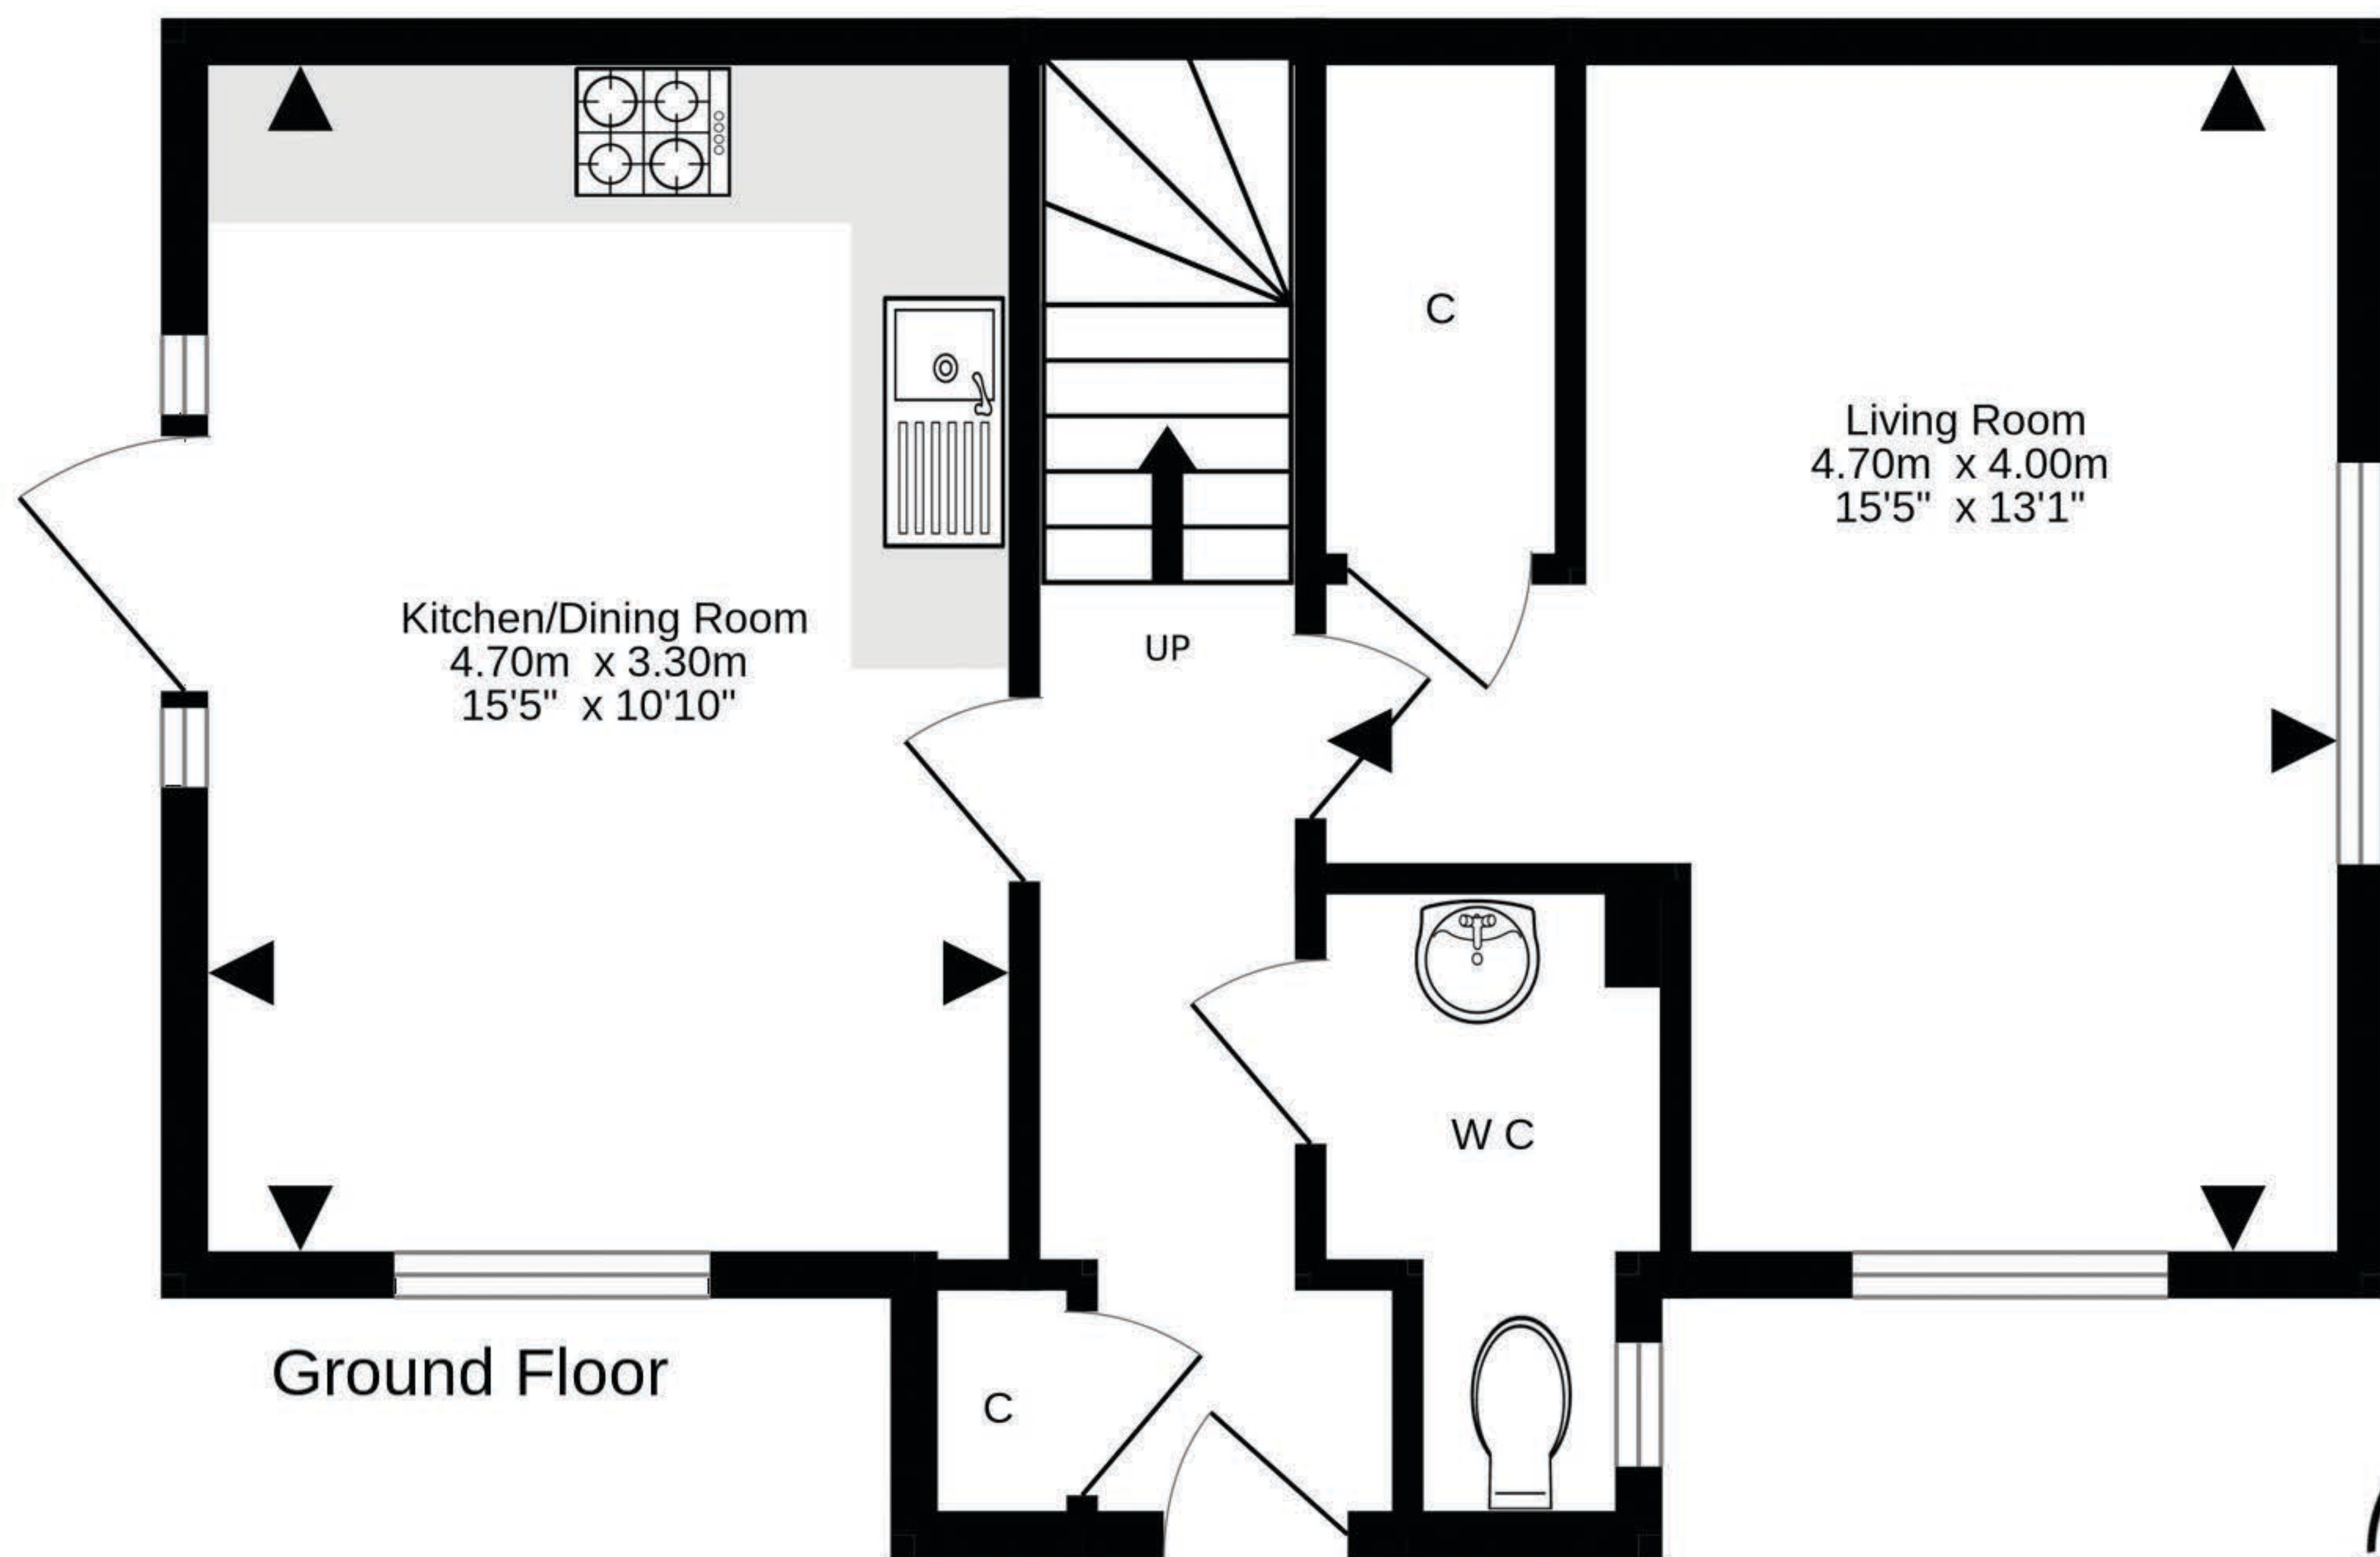 C
Living Room
4.70m x 4.00m
15'5" x 13'1"
Kitchen/Dining Room
4.70m x 3.30m
15'5" x 10'10"
UP
W C
Ground Floor
C